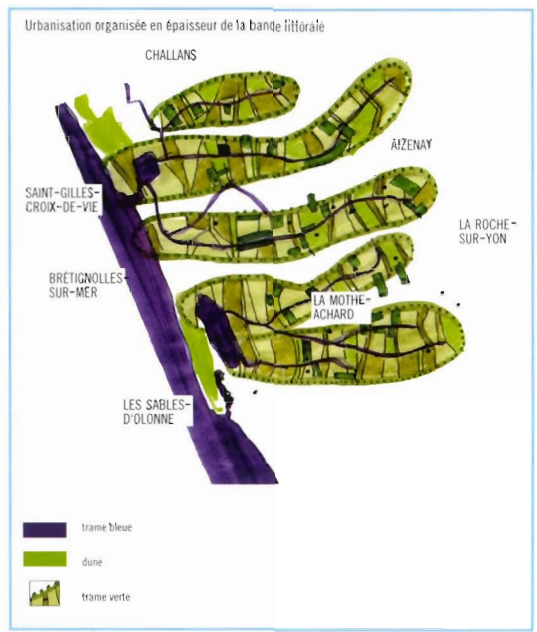 Urbanisation organisée en épaisseur de la bande littorale
CHALLANS
AIZENAY
SAINT-GILLES-
CROIX-DE-VIE
LA ROCHE-
SUR-YON
BRÉTIGNOLLES-
SUR-MER
LA MOTHE-
ACHARD
LES SABLES-
D'OLONNE
trame bleue
dune
trame verte